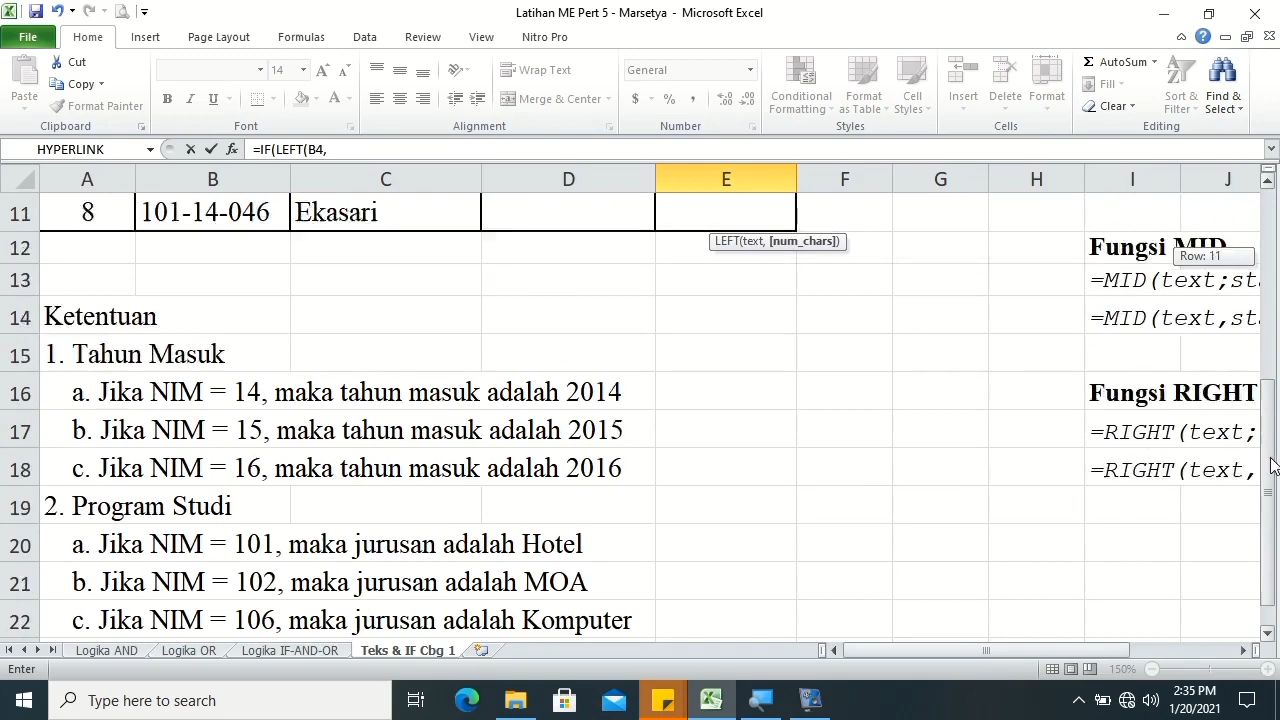 Latihan ME Pert 5 - Marsetya - Microsoft Excel
File Home Insert Page Layout Formulas Data Review View Nitro Pro
Paste Cut Copy Format Painter Clipboard
14 Font
Wrap Text Merge & Center Alignment
General Number
Conditional Formatting Format as Table Cell Styles Styles
Insert Delete Format Cells
AutoSum Fill Clear Sort & Filter Find & Select Editing
HYPERLINK =IF(LEFT(B4,
A B C D E F G H I J
11 8 101-14-046 Ekasari
LEFT(text, [num_chars])
12 Fungsi MID
Row: 11
13 =MID(text;st
14 Ketentuan =MID(text,sta
15 1. Tahun Masuk
16 a. Jika NIM = 14, maka tahun masuk adalah 2014 Fungsi RIGHT
17 b. Jika NIM = 15, maka tahun masuk adalah 2015 =RIGHT(text;
18 c. Jika NIM = 16, maka tahun masuk adalah 2016 =RIGHT(text,
19 2. Program Studi
20 a. Jika NIM = 101, maka jurusan adalah Hotel
21 b. Jika NIM = 102, maka jurusan adalah MOA
22 c. Jika NIM = 106, maka jurusan adalah Komputer
Logika AND Logika OR Logika IF-AND-OR Teks & IF Cbg 1
Enter 150%
Type here to search 2:35 PM
1/20/2021